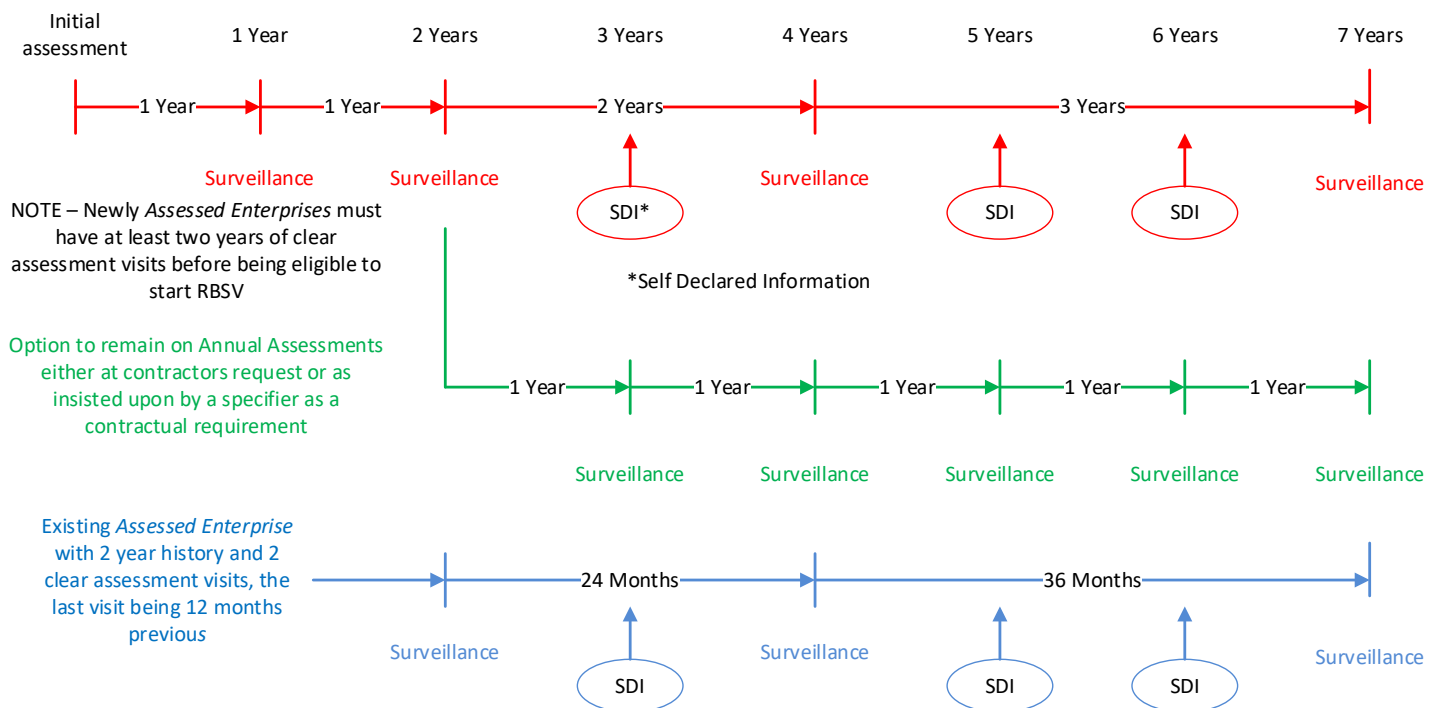 Initial
assessment
1 Year
2 Years
3 Years
4 Years
5 Years
6 Years
7 Years
1 Year
1 Year
2 Years
3 Years
Surveillance
Surveillance
Surveillance
Surveillance
SDI*
SDI
SDI
NOTE – Newly Assessed Enterprises must
have at least two years of clear
assessment visits before being eligible to
start RBSV
*Self Declared Information
Option to remain on Annual Assessments
either at contractors request or as
insisted upon by a specifier as a
contractual requirement
1 Year
1 Year
1 Year
1 Year
1 Year
Surveillance
Surveillance
Surveillance
Surveillance
Surveillance
Existing Assessed Enterprise
with 2 year history and 2
clear assessment visits, the
last visit being 12 months
previous
24 Months
36 Months
Surveillance
Surveillance
Surveillance
SDI
SDI
SDI